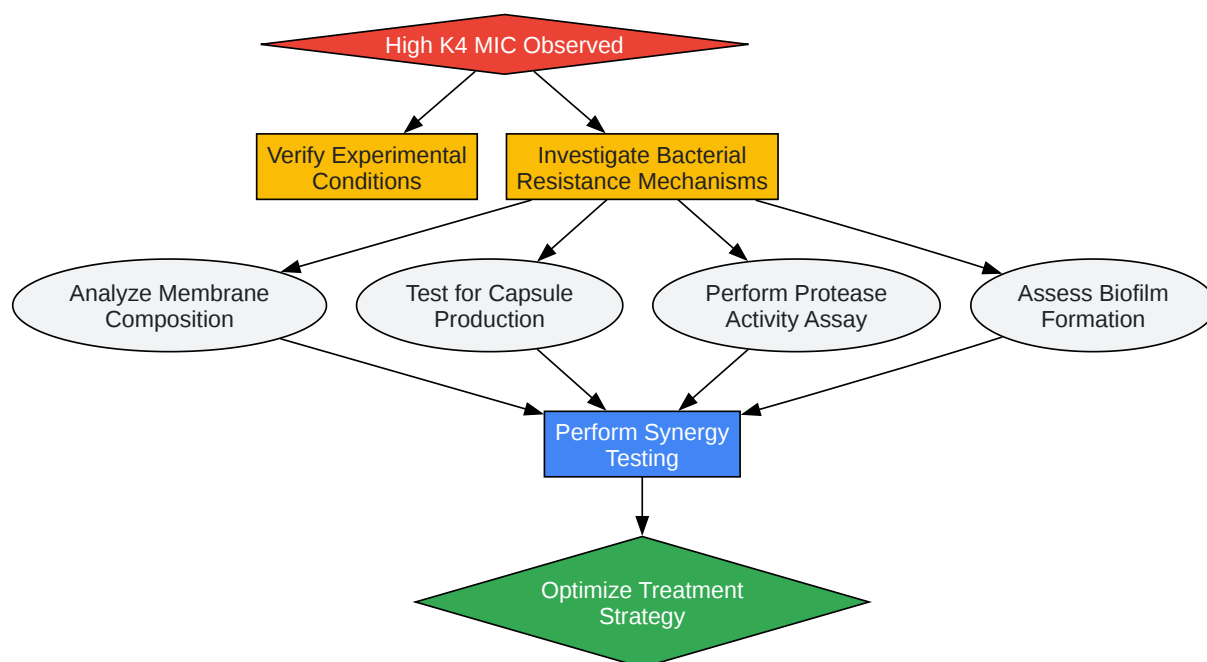 High K4 MIC Observed
Verify Experimental
Conditions
Investigate Bacterial
Resistance Mechanisms
Analyze Membrane
Composition
Test for Capsule
Production
Perform Protease
Activity Assay
Assess Biofilm
Formation
Perform Synergy
Testing
Optimize Treatment
Strategy